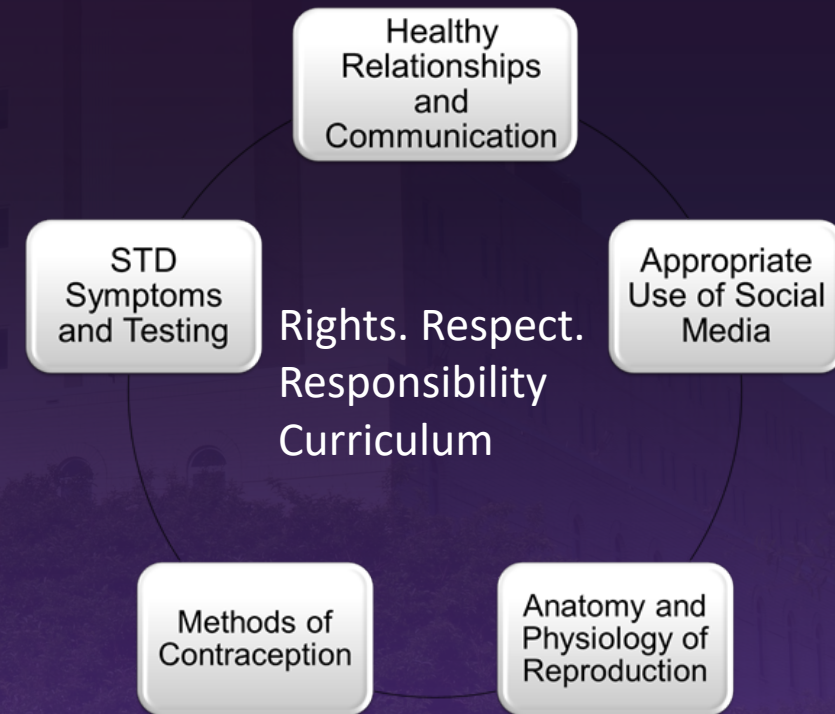 Healthy
Relationships
and
Communication
STD
Symptoms
and Testing
Appropriate
Use of Social
Media
Rights. Respect.
Responsibility
Curriculum
Methods of
Contraception
Anatomy and
Physiology of
Reproduction